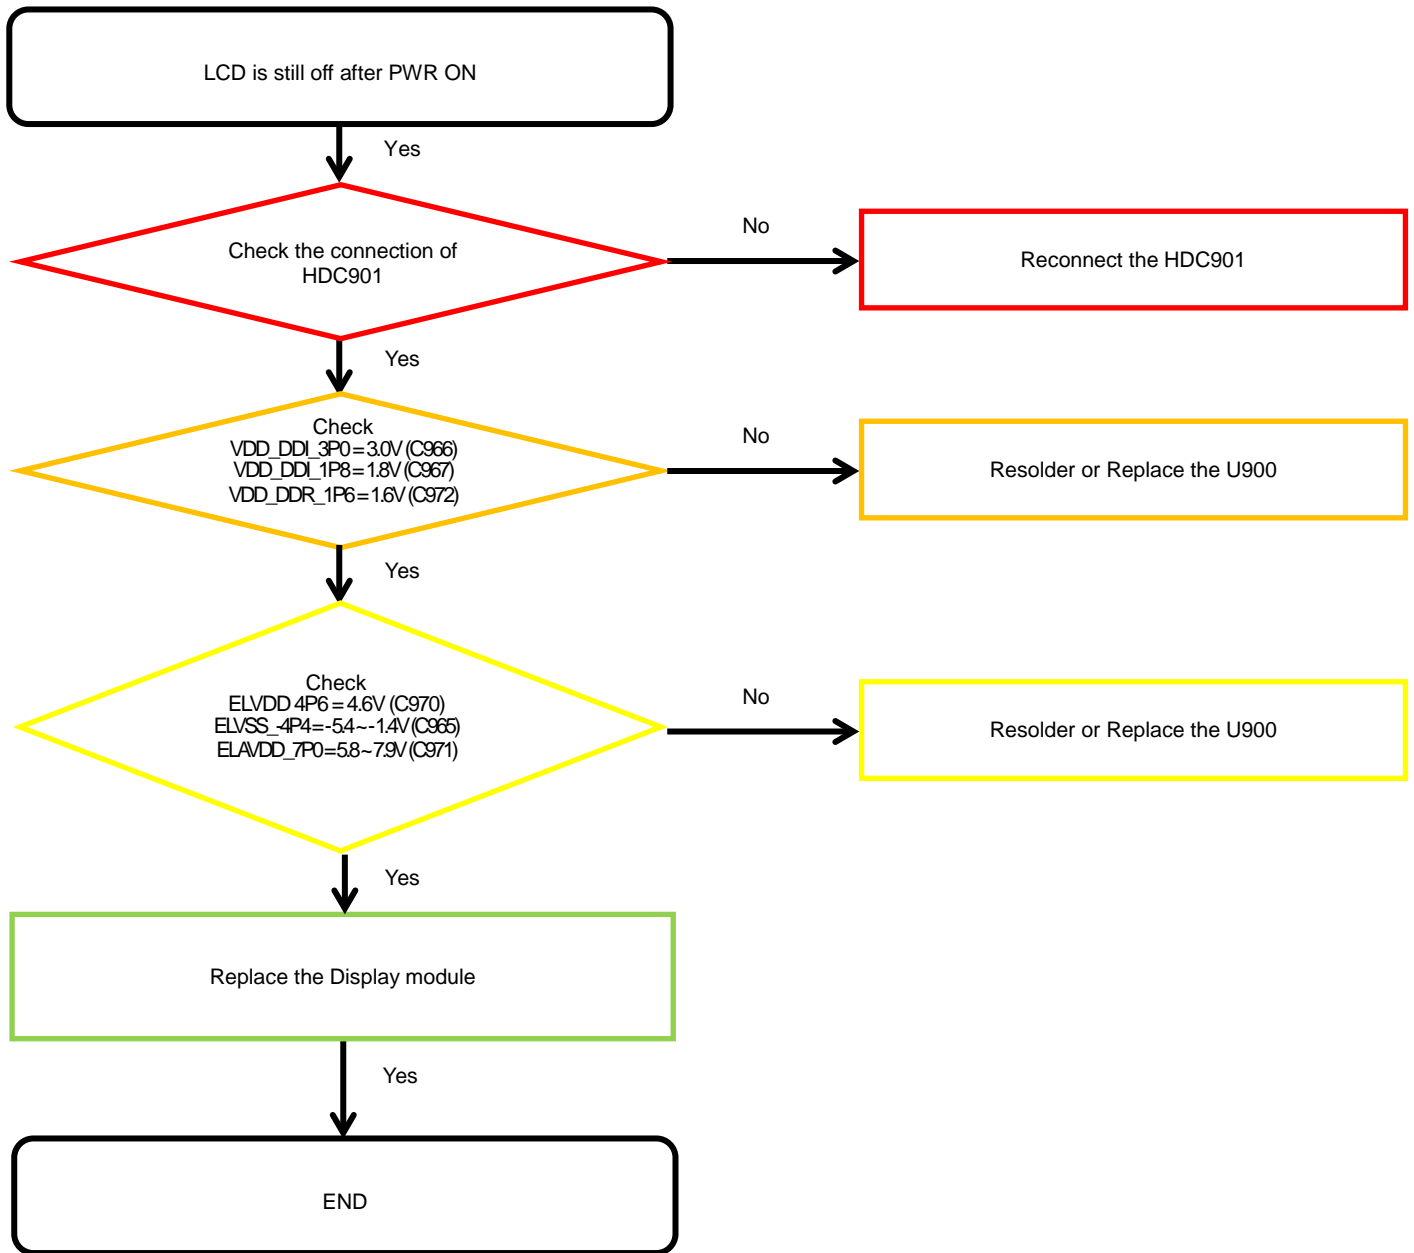 LCD is still off after PWR ON
Yes
Check the connection of
HDC901
No
Reconnect the HDC901
Yes
Check
VDD_DDI_3P0 = 3.0V (C966)
VDD_DDI_1P8 = 1.8V (C967)
VDD_DDR_1P6 = 1.6V (C972)
No
Resolder or Replace the U900
Yes
Check
ELVDD 4P6 = 4.6V (C970)
ELVSS_-4P4 = -5.4 ~ -1.4V (C965)
ELAVDD_7P0 = 5.8 ~ 7.9V (C971)
No
Resolder or Replace the U900
Yes
Replace the Display module
Yes
END